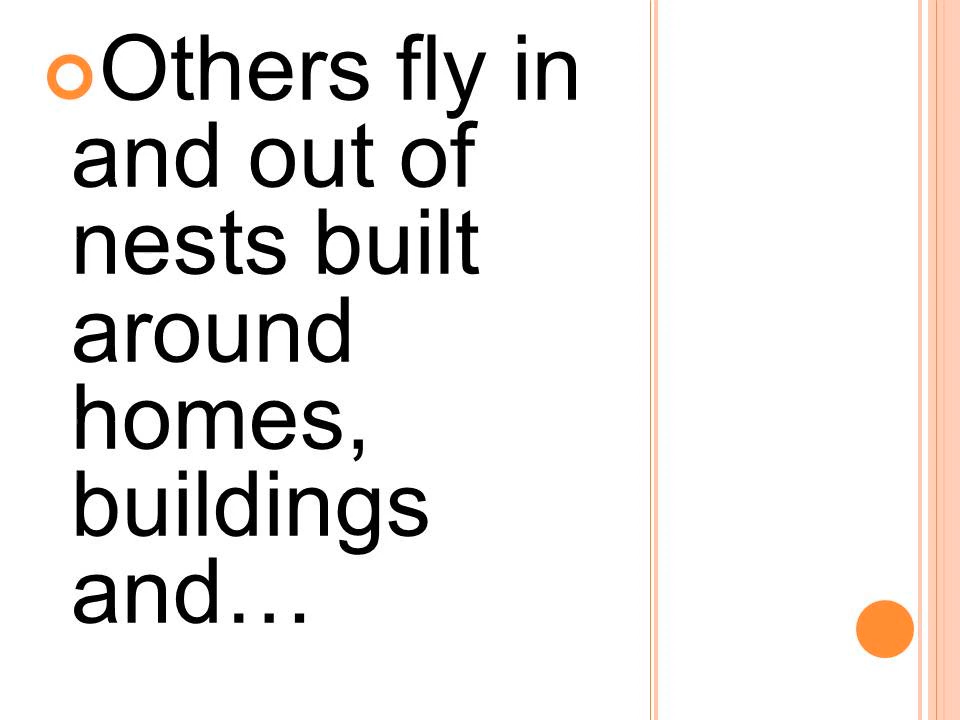 Others fly in
and out of
nests built
around
homes,
buildings
and…